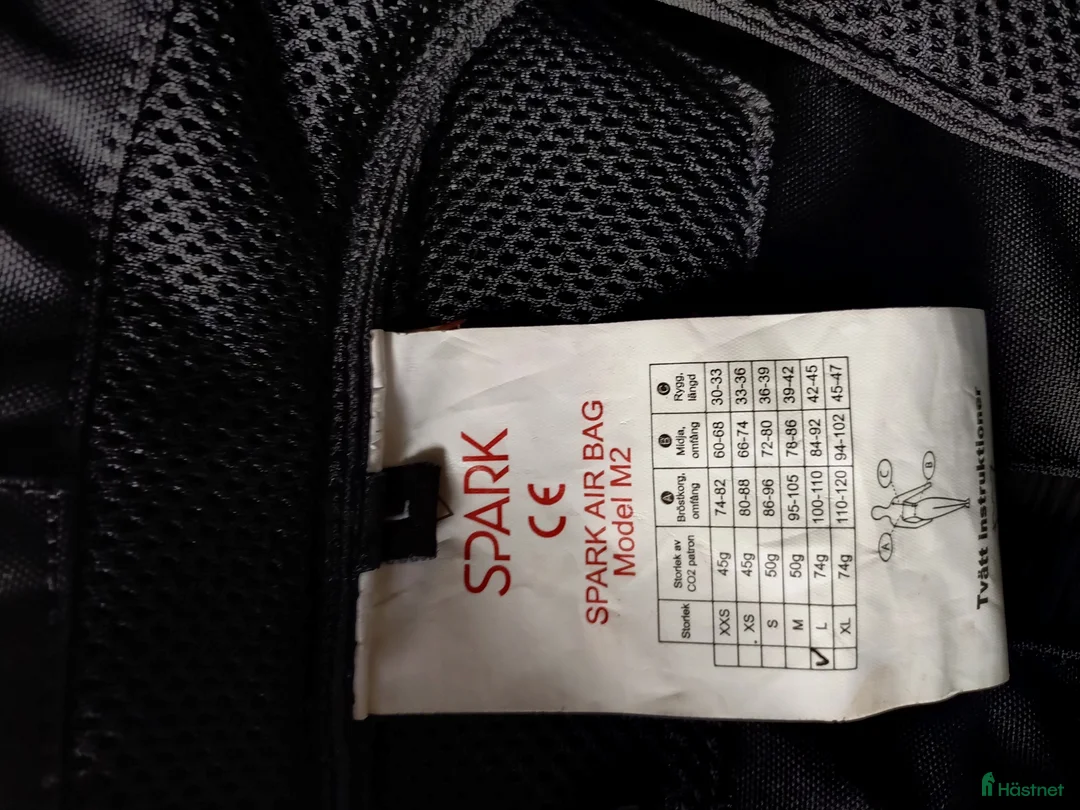 L
SPARK
CE
SPARK AIR BAG
Model M2
Storlek Storlek av CO2 patron A Bröstkorg, omfång B Midja, omfång C Rygg, längd
XXS 45g 74-82 60-68 30-33
XS 45g 80-88 66-74 33-36
S 50g 86-96 72-80 36-39
M 50g 95-105 78-86 39-42
✓ L 74g 100-110 84-92 42-45
XL 74g 110-120 94-102 45-47
A
C
B
Tvätt instruktioner
Hästnet